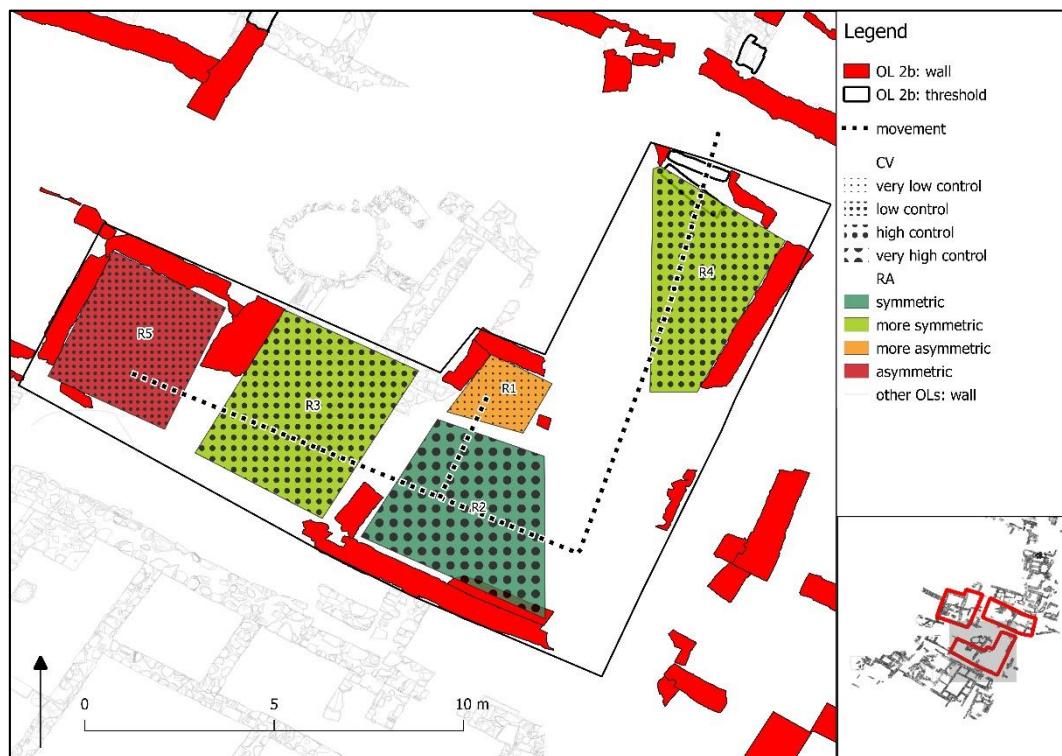 Legend
OL 2b: wall
OL 2b: threshold
movement
CV
very low control
low control
high control
very high control
RA
symmetric
more symmetric
more asymmetric
asymmetric
other OLs: wall
R4
R5
R1
R3
R2
0 5 10 m